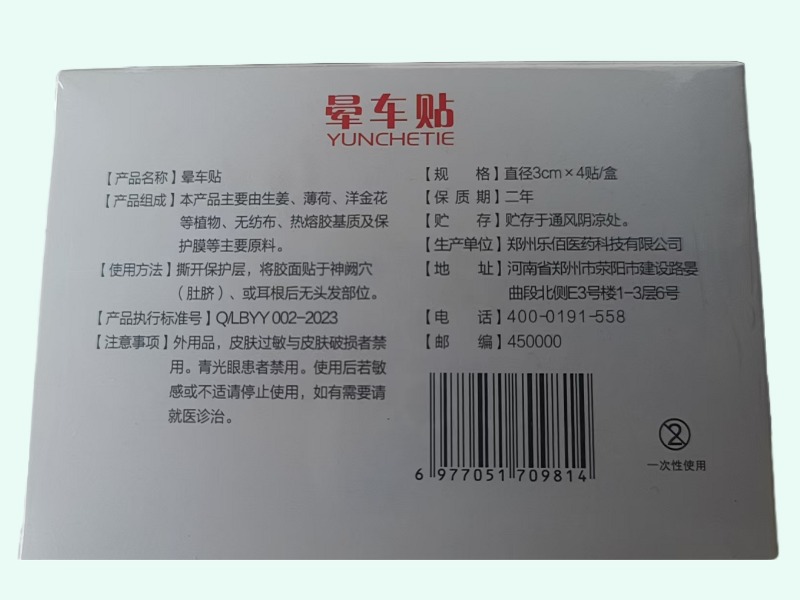 晕车贴
YUNCHETIE
【产品名称】晕车贴
【产品组成】本产品主要由生姜、薄荷、洋金花
等植物、无纺布、热熔胶基质及保
护膜等主要原料。
【使用方法】撕开保护层，将胶面贴于神阙穴
（肚脐）、或耳根后无头发部位。
【产品执行标准号】Q/LBYY 002-2023
【注意事项】外用品，皮肤过敏与皮肤破损者禁
用。青光眼患者禁用。使用后若敏
感或不适请停止使用，如有需要请
就医诊治。
【规 格】直径3cm×4贴/盒
【保质期】二年
【贮 存】贮存于通风阴凉处。
【生产单位】郑州乐佰医药科技有限公司
【地 址】河南省郑州市荥阳市建设路晏
曲段北侧E3号楼1-3层6号
【电 话】400-0191-558
【邮 编】450000
6 977051 709814
2
一次性使用